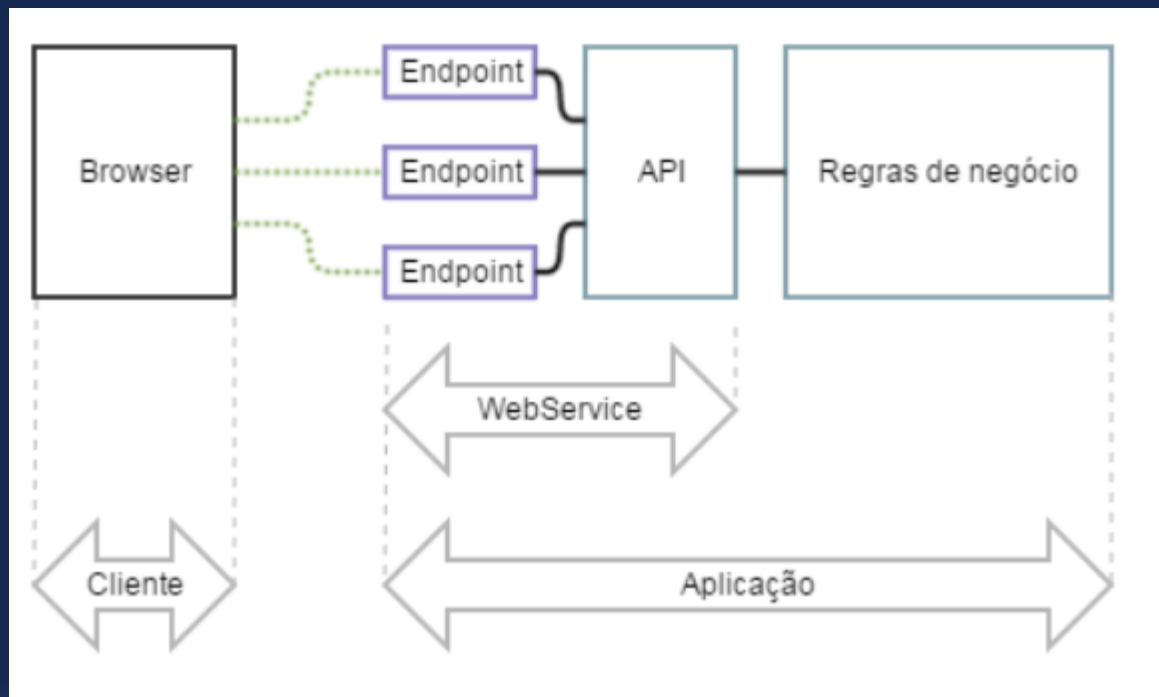 Endpoint
Browser
Endpoint
API
Regras de negócio
Endpoint
WebService
Cliente
Aplicação